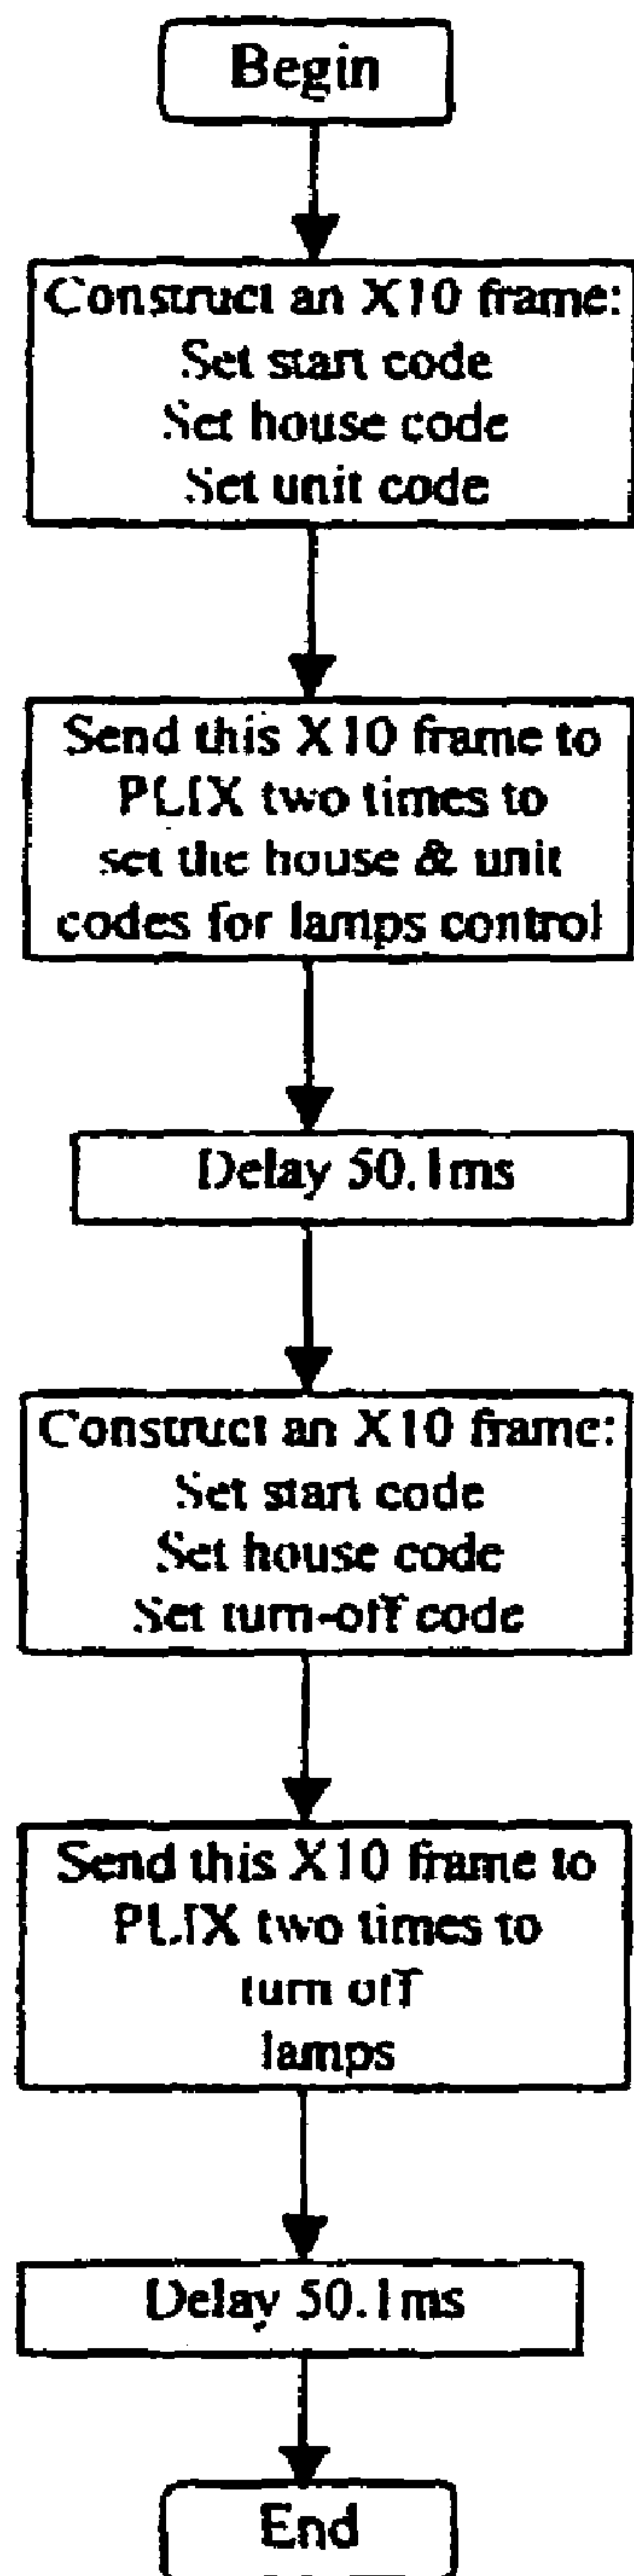 Begin
Construct an X10 frame:
Set start code
Set house code
Set unit code
Send this X10 frame to
PLIX two times to
set the house & unit
codes for lamps control
Delay 50.1ms
Construct an X10 frame:
Set start code
Set house code
Set turn-off code
Send this X10 frame to
PLIX two times to
turn off
lamps
Delay 50.1ms
End